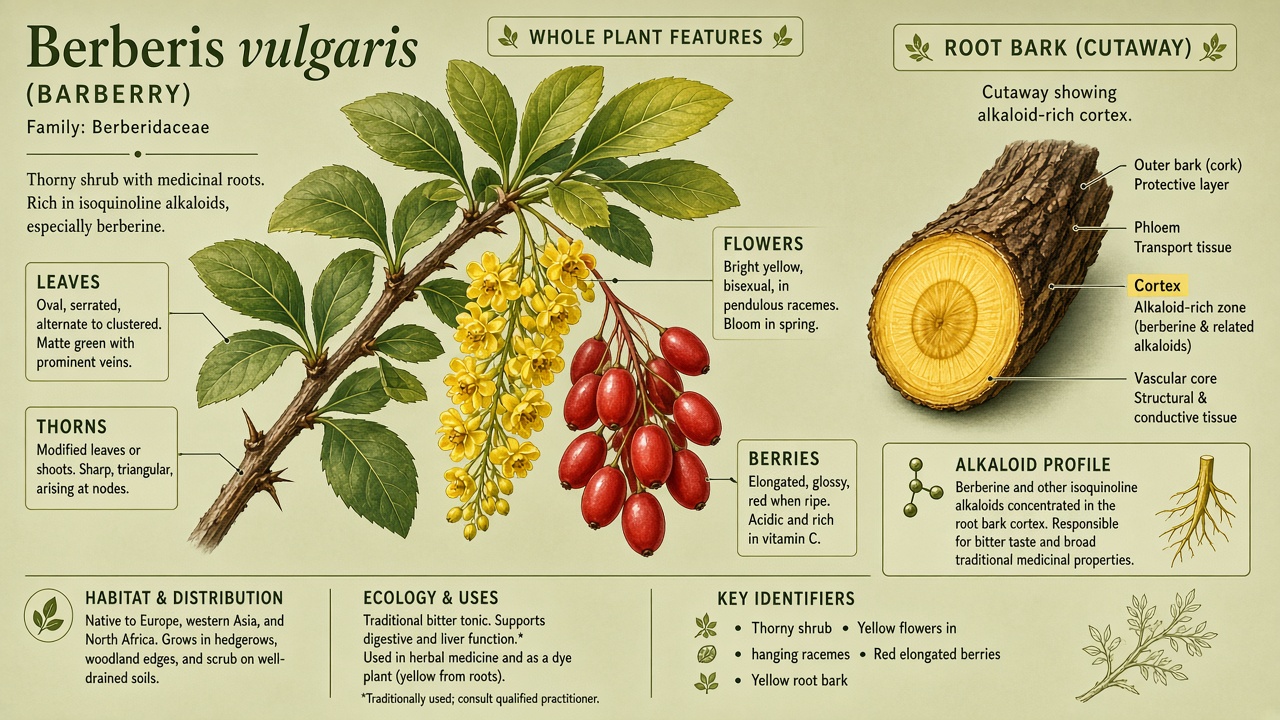 Berberis vulgaris
(BARBERRY)
Family: Berberidaceae
Thorny shrub with medicinal roots.
Rich in isoquinoline alkaloids,
especially berberine.
WHOLE PLANT FEATURES
LEAVES
Oval, serrated,
alternate to clustered.
Matte green with
prominent veins.
THORNS
Modified leaves or
shoots. Sharp, triangular,
arising at nodes.
FLOWERS
Bright yellow,
bisexual, in
pendulous racemes.
Bloom in spring.
BERRIES
Elongated, glossy,
red when ripe.
Acidic and rich
in vitamin C.
ROOT BARK (CUTAWAY)
Cutaway showing
alkaloid-rich cortex.
Outer bark (cork)
Protective layer
Phloem
Transport tissue
Cortex
Alkaloid-rich zone
(berberine & related
alkaloids)
Vascular core
Structural &
conductive tissue
ALKALOID PROFILE
Berberine and other isoquinoline
alkaloids concentrated in the
root bark cortex. Responsible
for bitter taste and broad
traditional medicinal properties.
HABITAT & DISTRIBUTION
Native to Europe, western Asia, and
North Africa. Grows in hedgerows,
woodland edges, and scrub on well-
drained soils.
ECOLOGY & USES
Traditional bitter tonic. Supports
digestive and liver function.*
Used in herbal medicine and as a dye
plant (yellow from roots).
*Traditionally used; consult qualified practitioner.
KEY IDENTIFIERS
• Thorny shrub • Yellow flowers in
• hanging racemes • Red elongated berries
• Yellow root bark